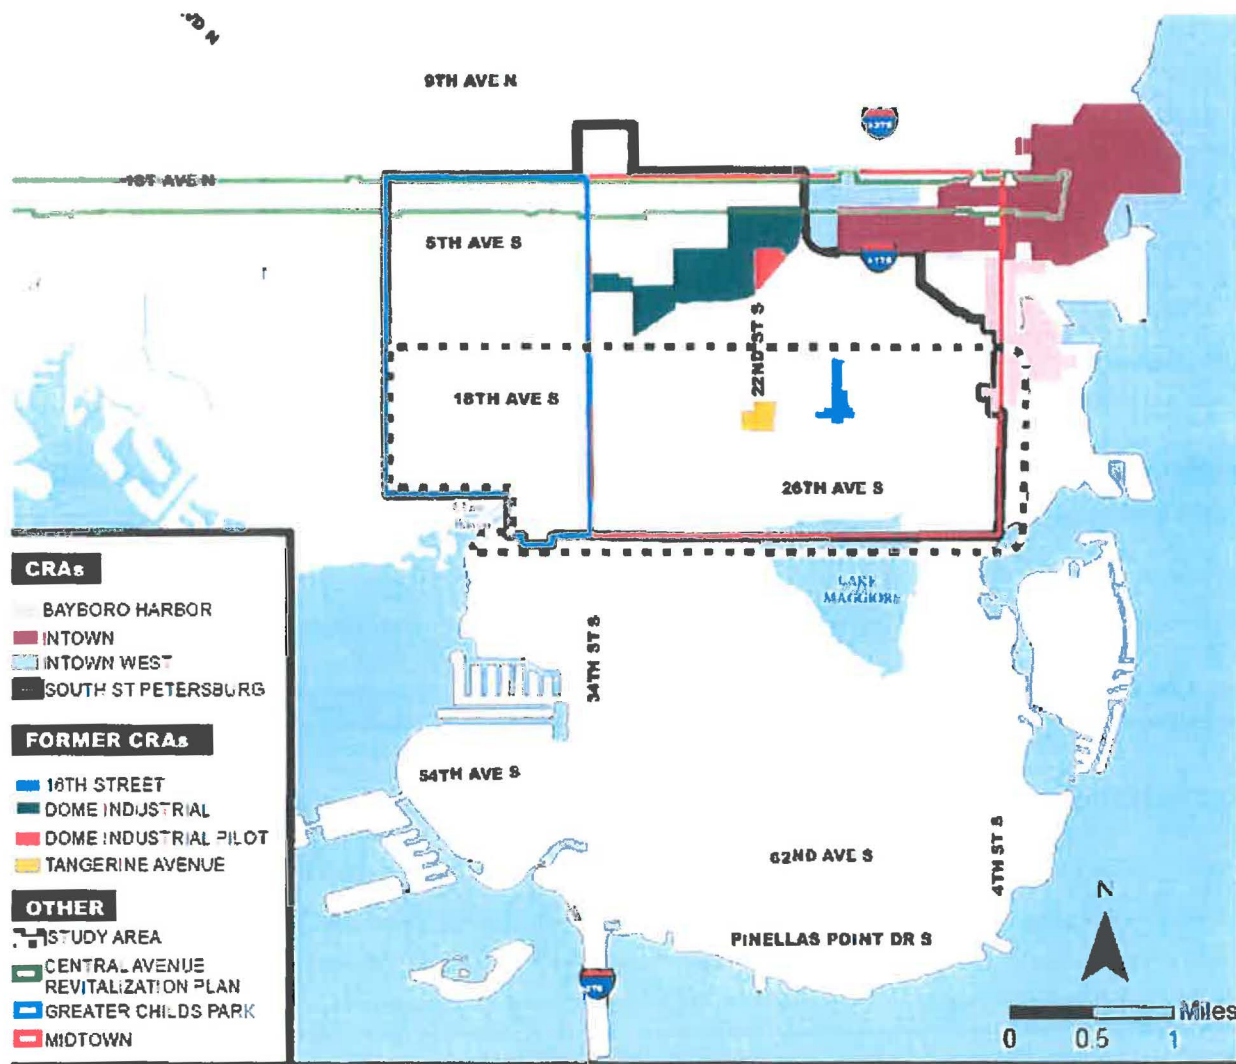 9TH AVE N
1ST AVE N
5TH AVE S
22ND ST S
18TH AVE S
26TH AVE S
LAKE
MAGGIORE
34TH ST S
54TH AVE S
62ND AVE S
4TH ST S
PINELLAS POINT DR S
N
Miles
0 0.5 1
CRAs
BAYBORO HARBOR
INTOWN
INTOWN WEST
SOUTH ST PETERSBURG
FORMER CRAs
16TH STREET
DOME INDUSTRIAL
DOME INDUSTRIAL PILOT
TANGERINE AVENUE
OTHER
STUDY AREA
CENTRAL AVENUE
REVITALIZATION PLAN
GREATER CHILDS PARK
MIDTOWN